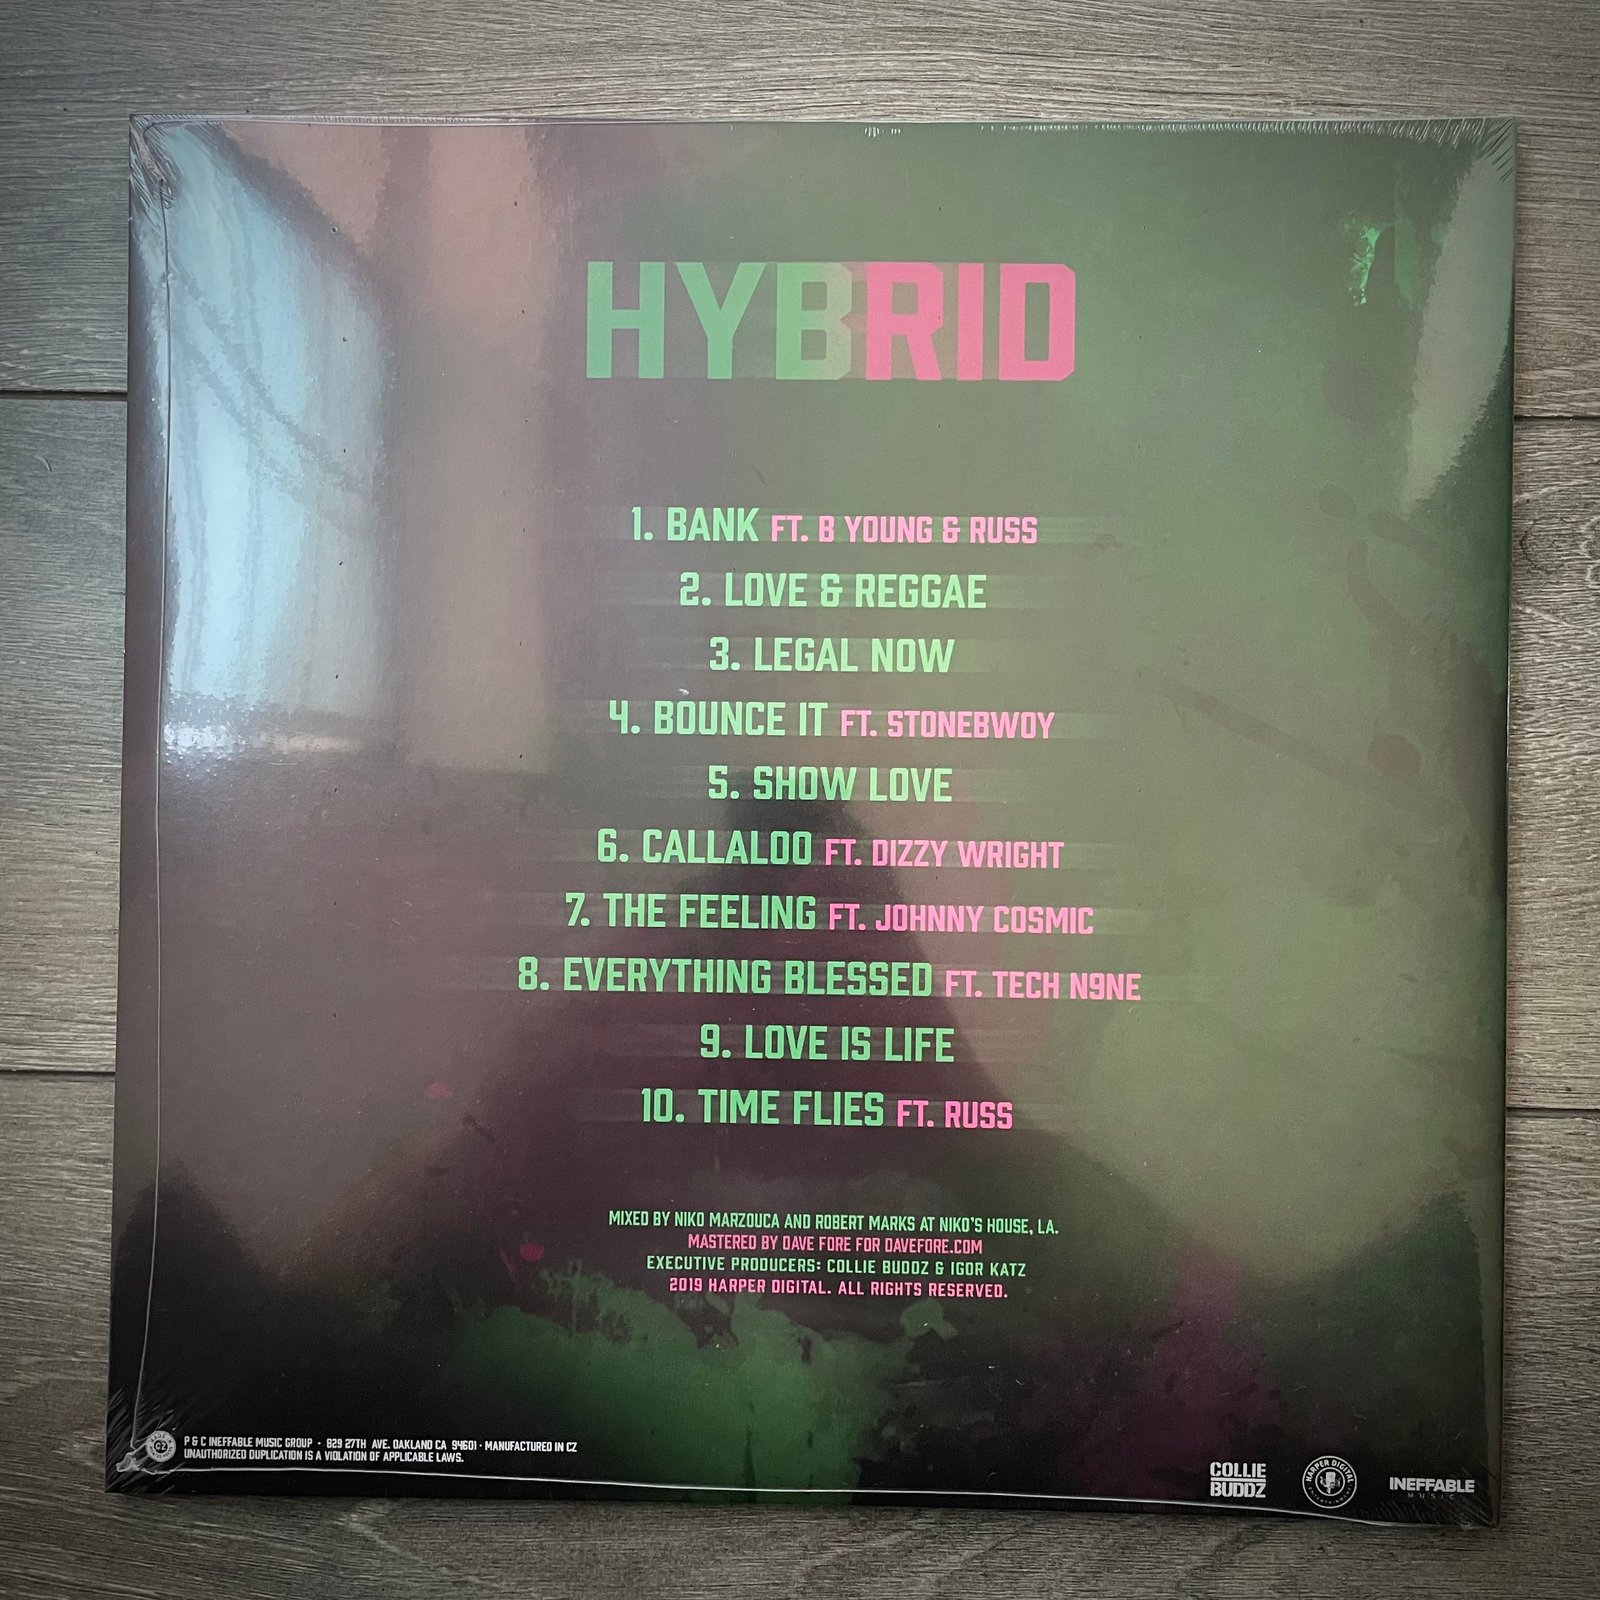 HYBRID
1. BANK FT. B YOUNG & RUSS
2. LOVE & REGGAE
3. LEGAL NOW
4. BOUNCE IT FT. STONEBWOY
5. SHOW LOVE
6. CALLALOO FT. DIZZY WRIGHT
7. THE FEELING FT. JOHNNY COSMIC
8. EVERYTHING BLESSED FT. TECH N9NE
9. LOVE IS LIFE
10. TIME FLIES FT. RUSS
MIXED BY NIKO MARZOUCA AND ROBERT MARKS AT NIKO'S HOUSE, LA.
MASTERED BY DAVE FORE FOR DAVEFORE.COM
EXECUTIVE PRODUCERS: COLLIE BUDDZ & IGOR KATZ
2019 HARPER DIGITAL. ALL RIGHTS RESERVED.
CZ
P & C INEFFABLE MUSIC GROUP · 829 27TH AVE. OAKLAND CA 94601 · MANUFACTURED IN CZ
UNAUTHORIZED DUPLICATION IS A VIOLATION OF APPLICABLE LAWS.
COLLIE
BUDDZ
HARPER DIGITAL
ENTERTAINMENT
INEFFABLE
MUSIC